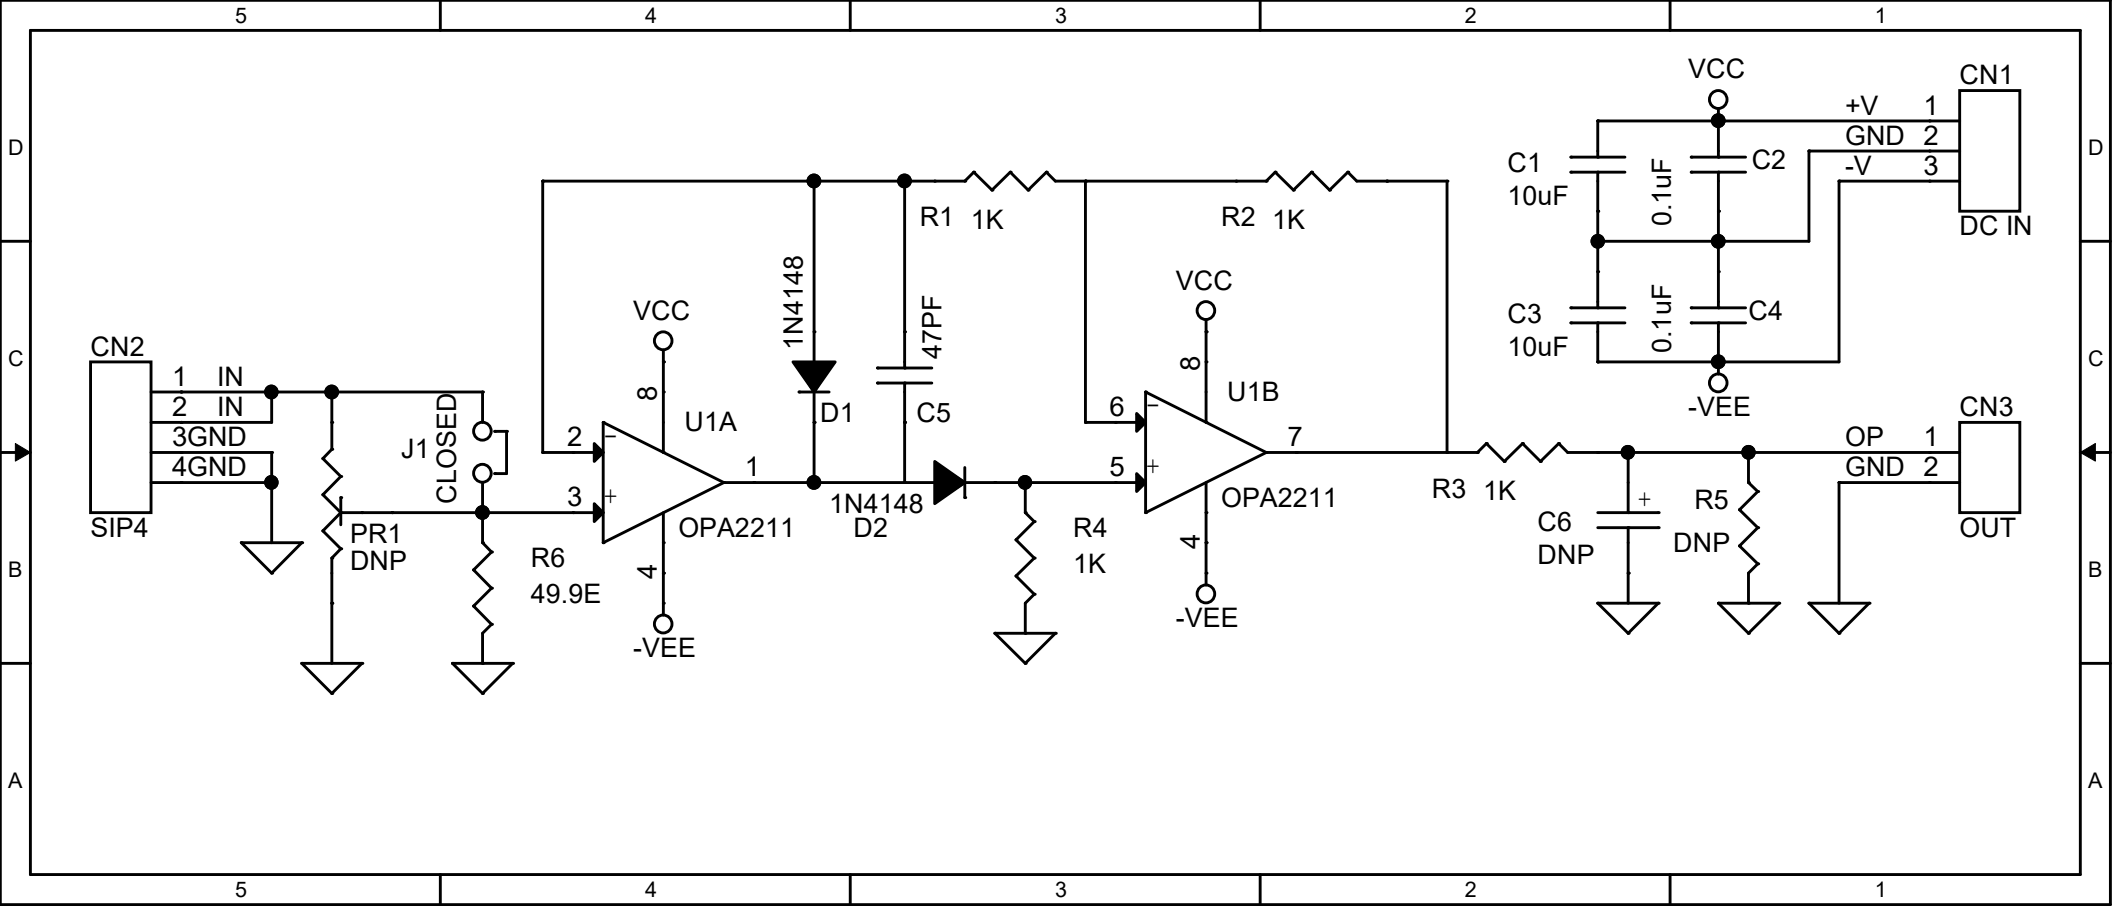 5 4 3 2 1
D
D
VCC
CN1
+V 1
GND 2
-V 3
DC IN
C1
10uF
0.1uF
C2
C3
10uF
0.1uF
C4
-VEE
R1 1K
R2 1K
1N4148
D1
47PF
C5
VCC
8
U1A
2
−
1
3
+
OPA2211
4
-VEE
VCC
8
U1B
6
−
7
5
+
OPA2211
4
-VEE
C
C
CN2
1 IN
2 IN
3GND
4GND
SIP4
J1
CLOSED
PR1
DNP
R6
49.9E
1N4148
D2
R4
1K
R3 1K
+
C6
DNP
R5
DNP
CN3
OP 1
GND 2
OUT
B
B
A
A
5 4 3 2 1